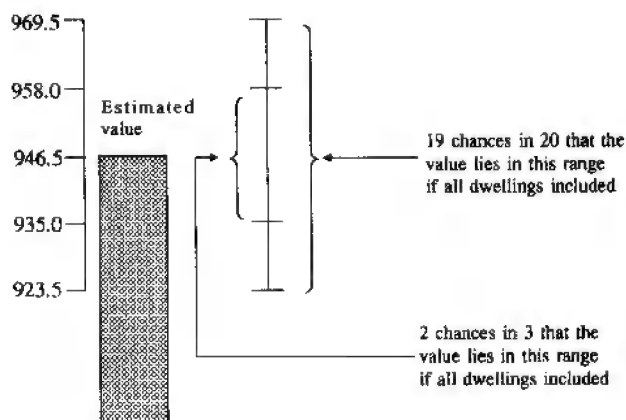 969.5
958.0
Estimated
value
946.5
935.0
923.5
19 chances in 20 that the
value lies in this range
if all dwellings included
2 chances in 3 that the
value lies in this range
if all dwellings included